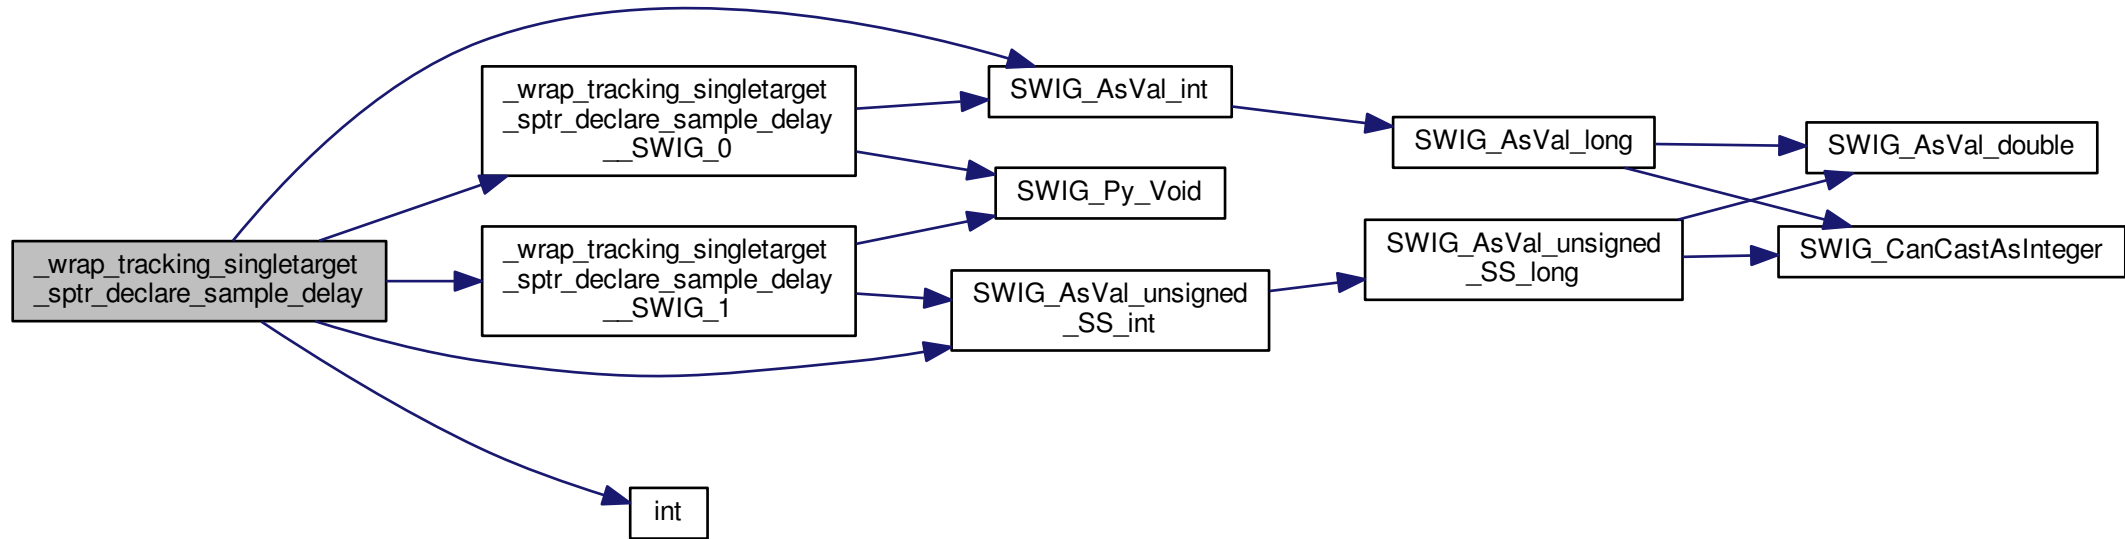 _wrap_tracking_singletarget
_sptr_declare_sample_delay
_wrap_tracking_singletarget
_sptr_declare_sample_delay
__SWIG_0
_wrap_tracking_singletarget
_sptr_declare_sample_delay
__SWIG_1
int
SWIG_AsVal_int
SWIG_Py_Void
SWIG_AsVal_unsigned
_SS_int
SWIG_AsVal_long
SWIG_AsVal_unsigned
_SS_long
SWIG_AsVal_double
SWIG_CanCastAsInteger